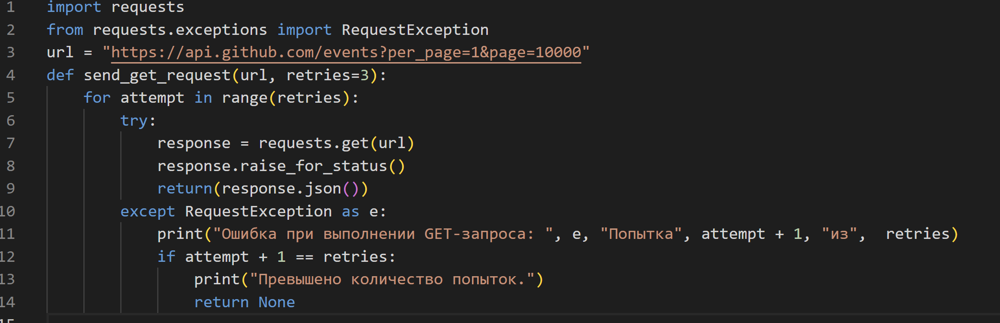 1 import requests
2 from requests.exceptions import RequestException
3 url = "https://api.github.com/events?per_page=1&page=10000"
4 def send_get_request(url, retries=3):
5     for attempt in range(retries):
6         try:
7             response = requests.get(url)
8             response.raise_for_status()
9             return(response.json())
10         except RequestException as e:
11             print("Ошибка при выполнении GET-запроса: ", e, "Попытка", attempt + 1, "из",  retries)
12             if attempt + 1 == retries:
13                 print("Превышено количество попыток.")
14                 return None
15